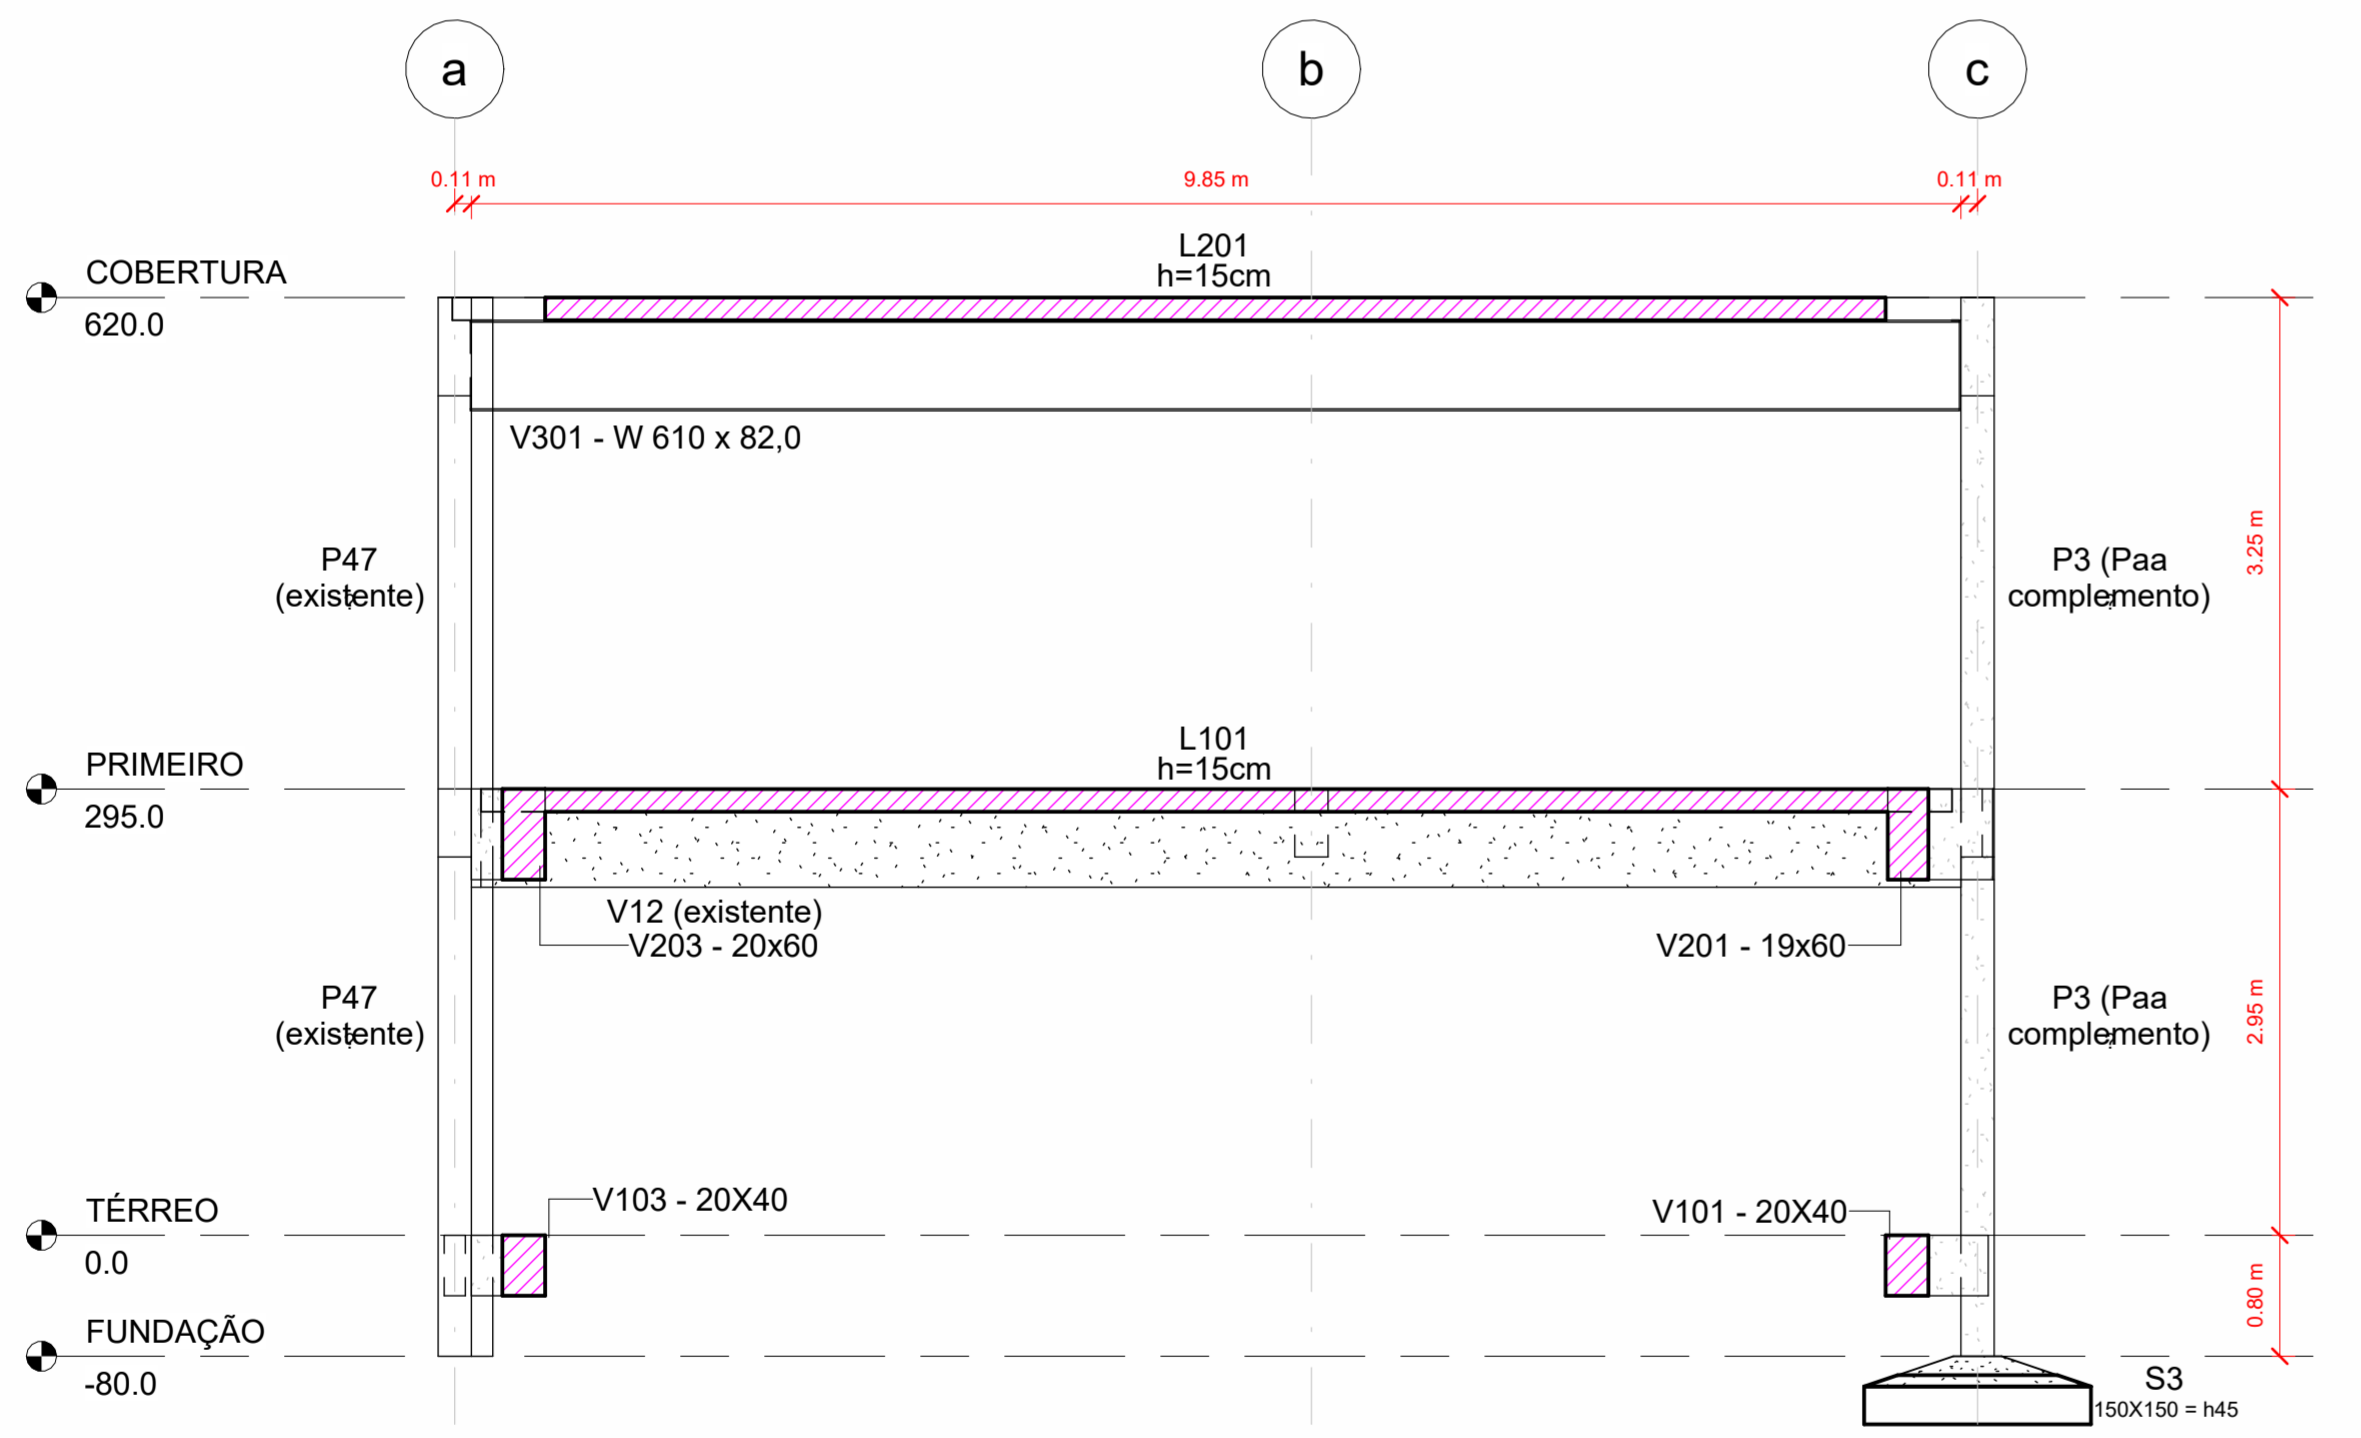 a
b
c
0.11 m
9.85 m
0.11 m
L201
h=15cm
COBERTURA
620.0
V301 - W 610 x 82,0
P47
(existente)
?
P3 (Paa
complemento)
?
3.25 m
L101
h=15cm
PRIMEIRO
295.0
V12 (existente)
V203 - 20x60
V201 - 19x60
P47
(existente)
?
P3 (Paa
complemento)
?
2.95 m
V103 - 20X40
V101 - 20X40
TÉRREO
0.0
0.80 m
FUNDAÇÃO
-80.0
S3
150X150 = h45